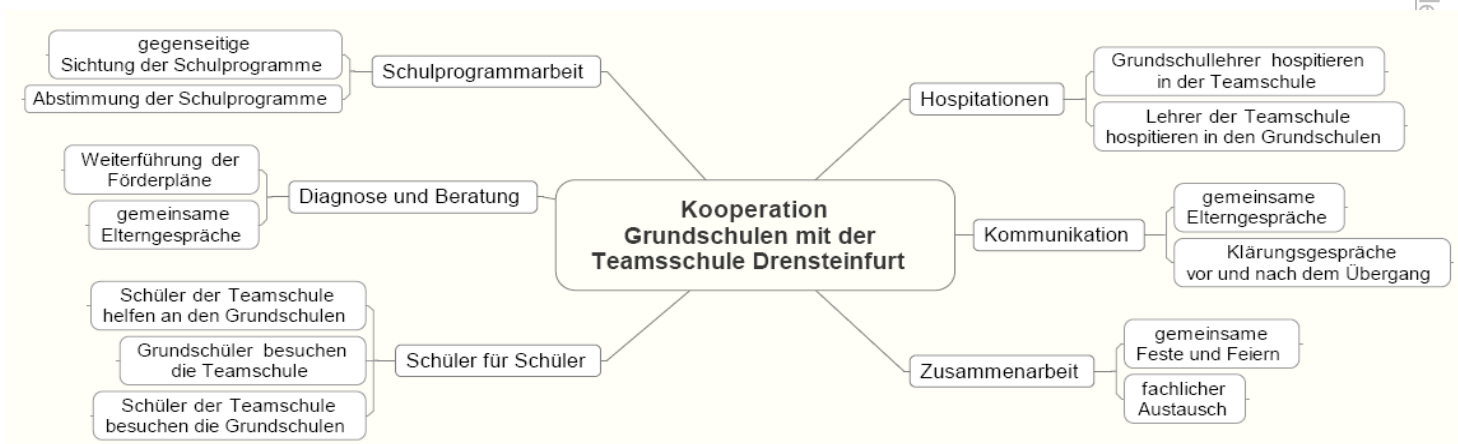 gegenseitige
Sichtung der Schulprogramme
Abstimmung der Schulprogramme
Schulprogrammarbeit
Weiterführung der
Förderpläne
gemeinsame
Elterngespräche
Diagnose und Beratung
Schüler der Teamschule
helfen an den Grundschulen
Grundschüler besuchen
die Teamschule
Schüler der Teamschule
besuchen die Grundschulen
Schüler für Schüler
Kooperation
Grundschulen mit der
Teamsschule Drensteinfurt
Hospitationen
Grundschullehrer hospitieren
in der Teamschule
Lehrer der Teamschule
hospitieren in den Grundschulen
Kommunikation
gemeinsame
Elterngespräche
Klärungsgespräche
vor und nach dem Übergang
Zusammenarbeit
gemeinsame
Feste und Feiern
fachlicher
Austausch